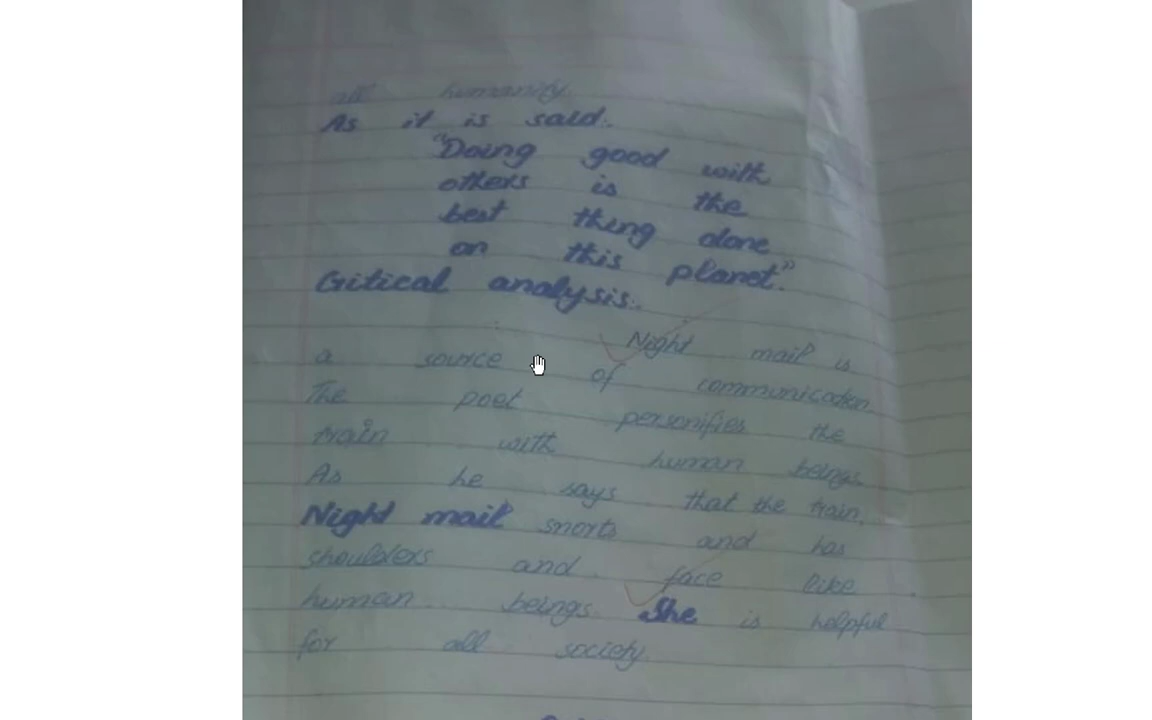 all humanity.
As it is said:.
"Doing good with
others is the
best thing done
on this planet."
Critical analysis:.
Night mail is
a source of communication.
The poet personifies the
train with human beings.
As he says that the train,
Night mail snorts and has
shoulders and face like
human beings. She is helpful
for all society.